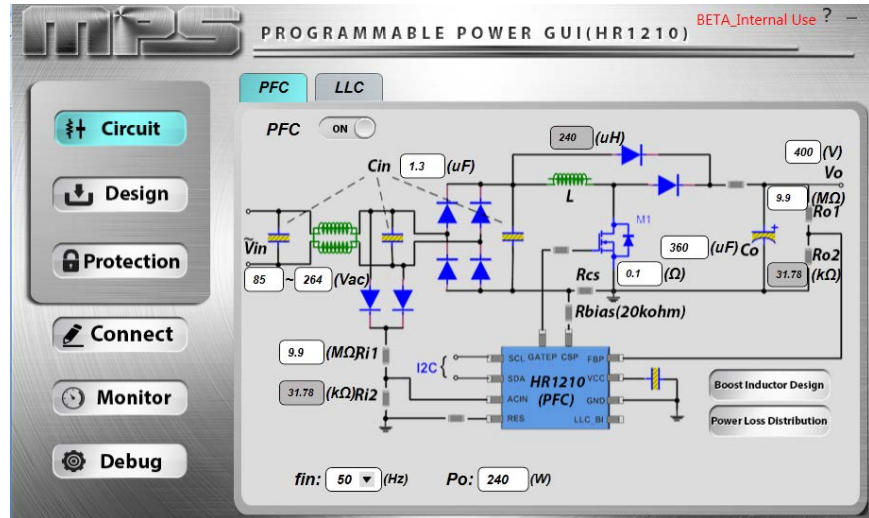 MPS
PROGRAMMABLE POWER GUI(HR1210)
BETA_Internal Use ? –
PFC LLC
Circuit
Design
Protection
Connect
Monitor
Debug
PFC ON
240 (uH)
Cin 1.3 (uF)
400 (V)
Vo
L
9.9 (MΩ)
Ro1
M1
Ṽin
360 (uF) Co
Ro2
85 ~ 264 (Vac)
Rcs 0.1 (Ω)
31.78 (kΩ)
Rbias(20kohm)
9.9 (MΩ) Ri1
I2C
SCL GATEP CSP FBP
SDA HR1210 VCC
31.78 (kΩ) Ri2
ACIN (PFC) GND
RES LLC_BI
Boost Inductor Design
Power Loss Distribution
fin: 50 (Hz) Po: 240 (W)